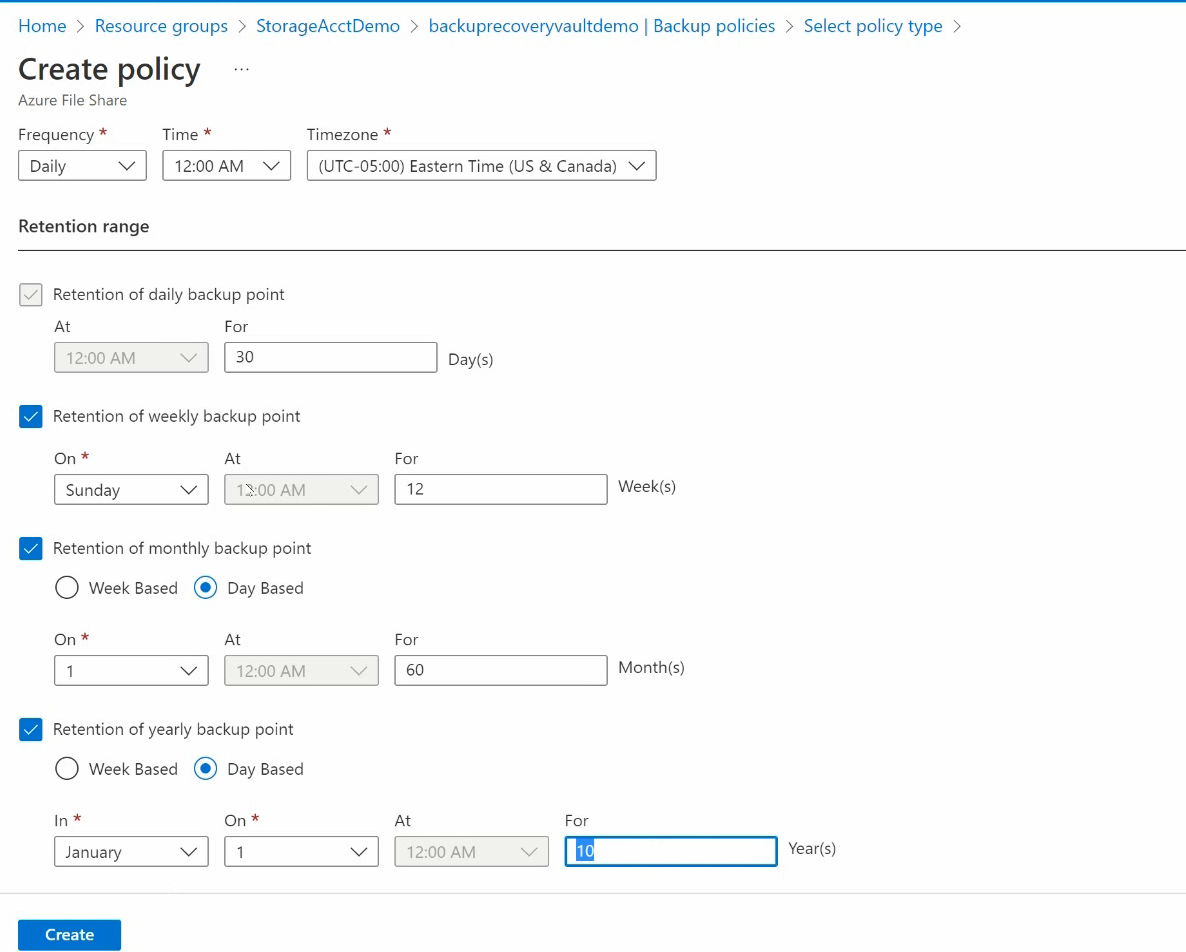 Home > Resource groups > StorageAcctDemo > backuprecoveryvaultdemo | Backup policies > Select policy type >
Create policy ...
Azure File Share
Frequency * Time * Timezone *
Daily 12:00 AM (UTC-05:00) Eastern Time (US & Canada)
Retention range
Retention of daily backup point
At For
12:00 AM 30 Day(s)
Retention of weekly backup point
On * At For
Sunday 12:00 AM 12 Week(s)
Retention of monthly backup point
Week Based Day Based
On * At For
1 12:00 AM 60 Month(s)
Retention of yearly backup point
Week Based Day Based
In * On * At For
January 1 12:00 AM 10 Year(s)
Create